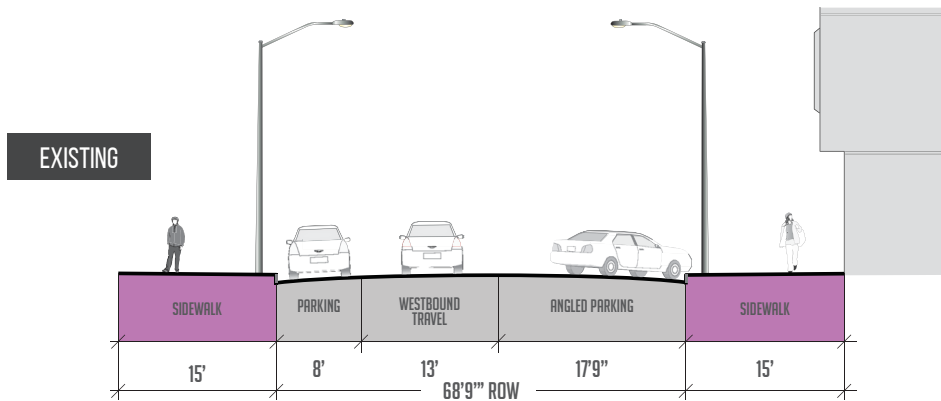 EXISTING
SIDEWALK
PARKING
WESTBOUND
TRAVEL
ANGLED PARKING
SIDEWALK
15'
8'
13'
17'9"
15'
68'9"' ROW